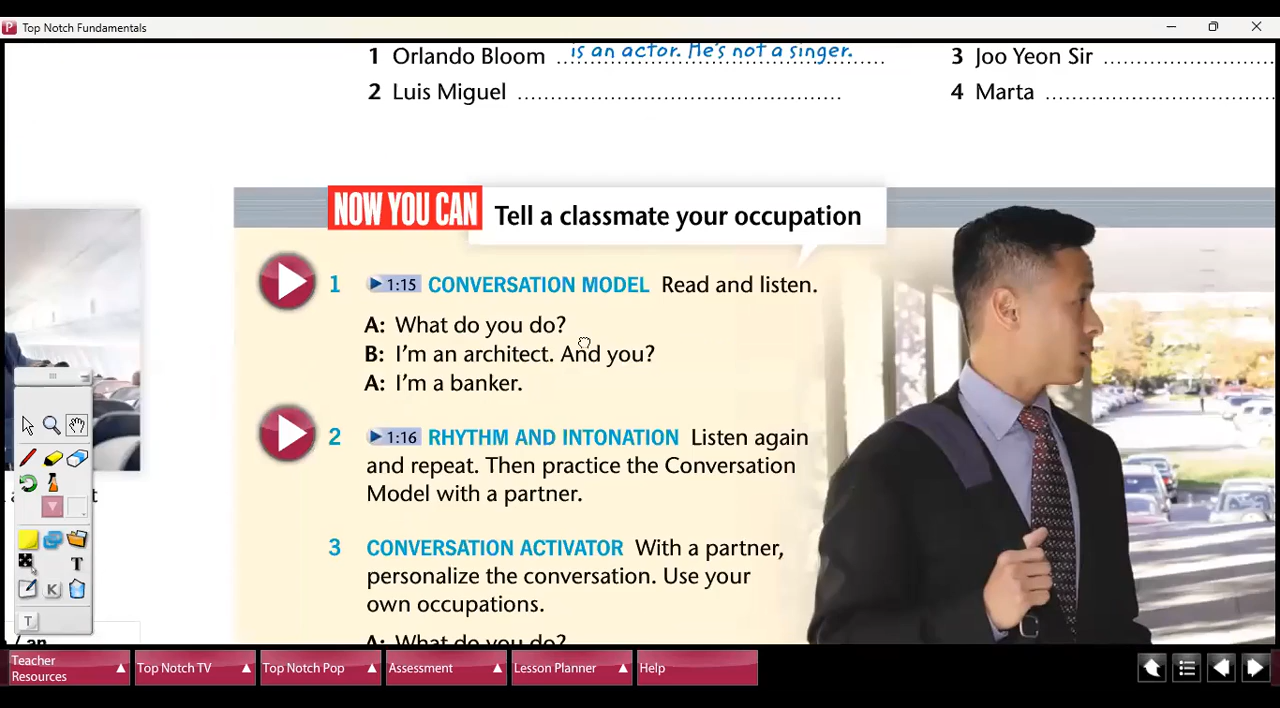 Top Notch Fundamentals
1 Orlando Bloom is an actor. He's not a singer.
3 Joo Yeon Sir
2 Luis Miguel
4 Marta
NOW YOU CAN Tell a classmate your occupation
1 1:15 CONVERSATION MODEL Read and listen.
A: What do you do?
B: I'm an architect. And you?
A: I'm a banker.
2 1:16 RHYTHM AND INTONATION Listen again
and repeat. Then practice the Conversation
Model with a partner.
3 CONVERSATION ACTIVATOR With a partner,
personalize the conversation. Use your
own occupations.
A: What do you do?
/ an
Teacher
Resources
Top Notch TV
Top Notch Pop
Assessment
Lesson Planner
Help